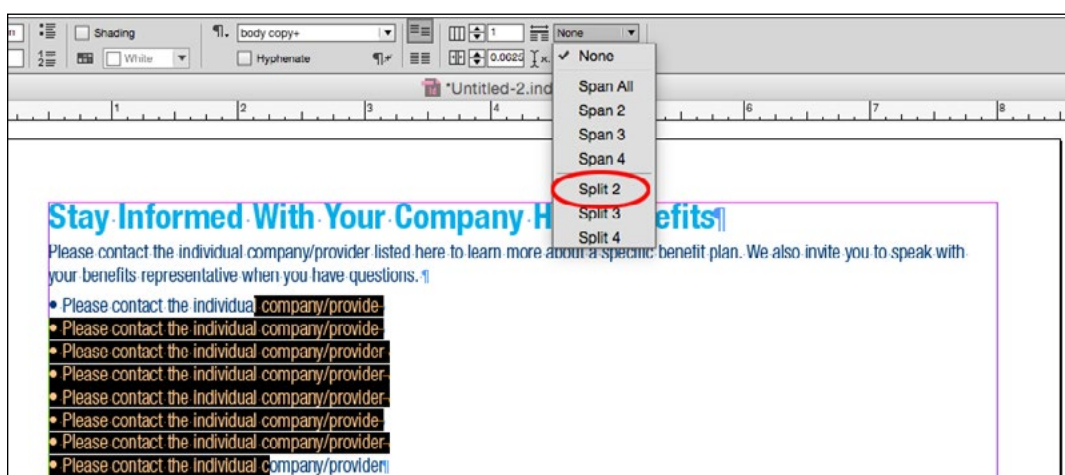 Shading body copy+ 1 None
White Hyphenate 0.0625
None
*Untitled-2.ind
Span All
1 2 3 4 6 7 8
Span 2
Span 3
Span 4
Split 2
Split 3
Split 4
Stay Informed With Your Company H efits¶
Please contact the individual company/provider listed here to learn more about a specific benefit plan. We also invite you to speak with
your benefits representative when you have questions. ¶
• Please contact the individual company/provide
• Please contact the individual company/provide
• Please contact the individual company/provider
• Please contact the individual company/provider
• Please contact the individual company/provider
• Please contact the individual company/provide
• Please contact the individual company/provider
• Please contact the individual company/provider¶